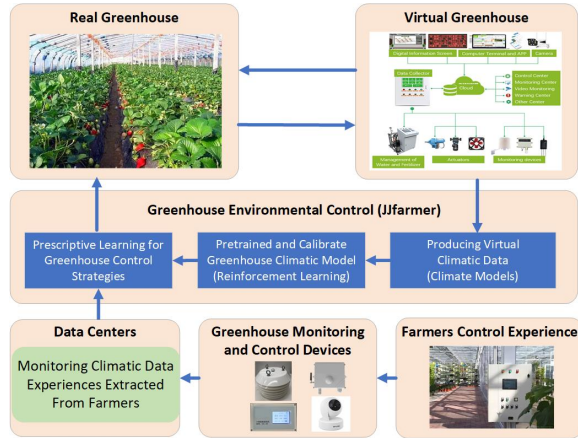 Real Greenhouse
Virtual Greenhouse
Digital Information Screen
Computer Terminal and APP
Camera
Data Collector
Cloud
Control Center
Monitoring Center
Video Monitoring
Warning Center
Other Center
Management of
Water and Fertilizer
Actuators
Monitoring devices
Greenhouse Environmental Control (JJfarmer)
Prescriptive Learning for
Greenhouse Control
Strategies
Pretrained and Calibrate
Greenhouse Climatic Model
(Reinforcement Learning)
Producing Virtual
Climatic Data
(Climate Models)
Data Centers
Monitoring Climatic Data
Experiences Extracted
From Farmers
Greenhouse Monitoring
and Control Devices
Farmers Control Experience